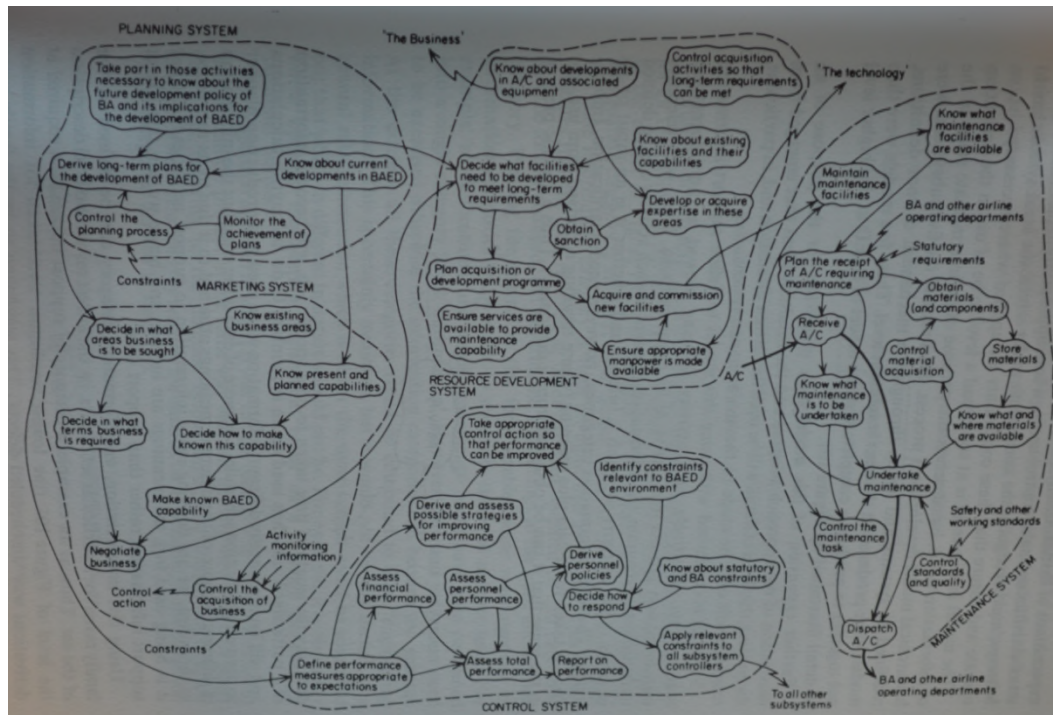 PLANNING SYSTEM
Take part in those activities
necessary to know about the
future development policy of
BA and its implications for
the development of BAED
Derive long-term plans for
the development of BAED
Know about current
developments in BAED
Control the
planning process
Monitor the
achievement of
plans
Constraints
MARKETING SYSTEM
Decide in what
areas business
is to be sought
Know existing
business areas
Know present and
planned capabilities
Decide in what
terms business
is required
Decide how to make
known this capability
Make known BAED
capability
Negotiate
business
Activity
monitoring
information
Control
action
Control the
acquisition of
business
Constraints
'The Business'
Know about developments
in A/C and associated
equipment
Control acquisition
activities so that
long-term requirements
can be met
'The technology'
Decide what facilities
need to be developed
to meet long-term
requirements
Know about existing
facilities and their
capabilities
Develop or acquire
expertise in these
areas
Obtain
sanction
Plan acquisition or
development programme
Acquire and commission
new facilities
Ensure services are
available to provide
maintenance
capability
Ensure appropriate
manpower is made
available
RESOURCE DEVELOPMENT
SYSTEM
Take appropriate
control action so
that performance
can be improved
Identify constraints
relevant to BAED
environment
Derive and assess
possible strategies
for improving
performance
Assess
financial
performance
Assess
personnel
performance
Derive
personnel
policies
Know about statutory
and BA constraints
Decide how
to respond
Define performance
measures appropriate
to expectations
Assess total
performance
Report on
performance
Apply relevant
constraints to
all subsystem
controllers
To all other
subsystems
CONTROL SYSTEM
Know what
maintenance
facilities
are available
Maintain
maintenance
facilities
BA and other airline
operating departments
Statutory
requirements
Plan the receipt
of A/C requiring
maintenance
Obtain
materials
(and components)
Receive
A/C
A/C
Store
materials
Control
material
acquisition
Know what
maintenance
is to be
undertaken
Know what and
where materials
are available
Undertake
maintenance
Safety and other
working standards
Control the
maintenance
task
Control
standards
and quality
MAINTENANCE SYSTEM
Dispatch
A/C
BA and other airline
operating departments